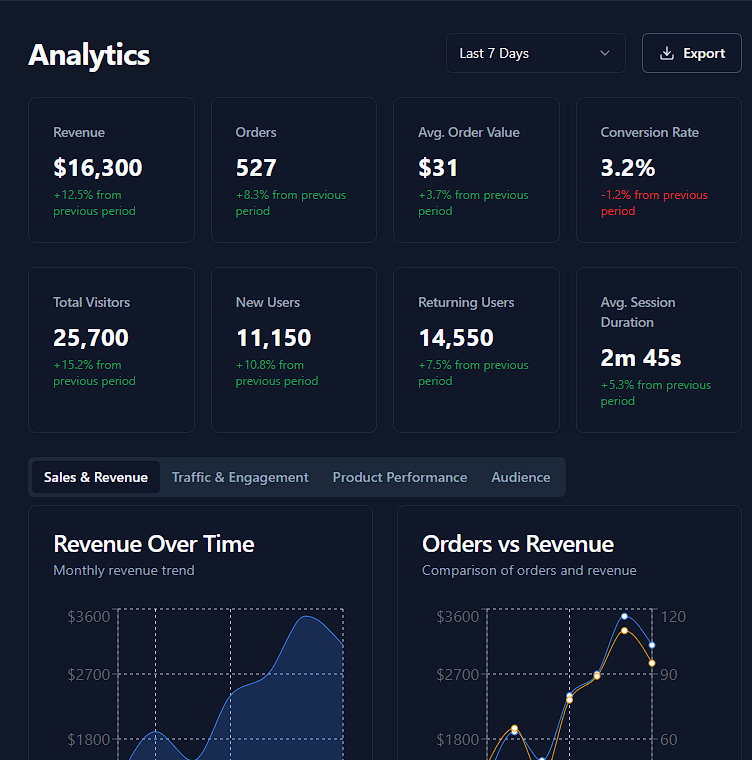 Analytics
Last 7 Days
Export
Revenue
$16,300
+12.5% from
previous period
Orders
527
+8.3% from previous
period
Avg. Order Value
$31
+3.7% from previous
period
Conversion Rate
3.2%
-1.2% from previous
period
Total Visitors
25,700
+15.2% from
previous period
New Users
11,150
+10.8% from
previous period
Returning Users
14,550
+7.5% from previous
period
Avg. Session
Duration
2m 45s
+5.3% from previous
period
Sales & Revenue
Traffic & Engagement
Product Performance
Audience
Revenue Over Time
Monthly revenue trend
$3600
$2700
$1800
Orders vs Revenue
Comparison of orders and revenue
$3600
120
$2700
90
$1800
60